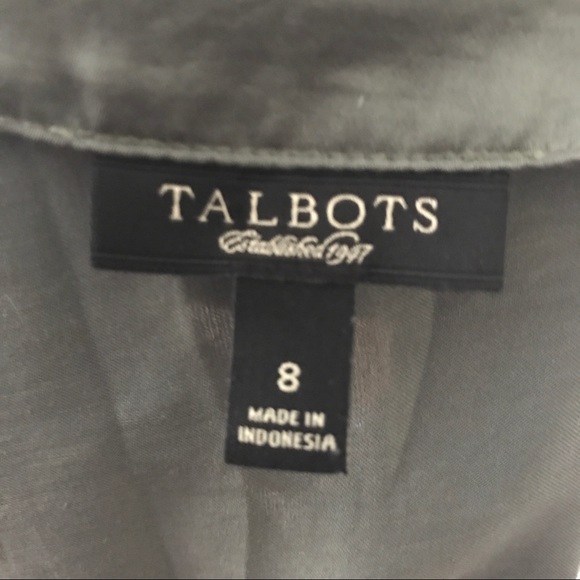 TALBOTS
Established 1947
8
MADE IN
INDONESIA